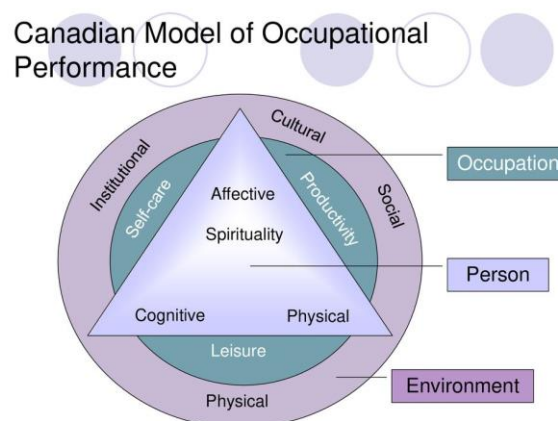 Canadian Model of Occupational
Performance
Cultural
Institutional
Social
Occupation
Self-care
Productivity
Affective
Spirituality
Person
Cognitive
Physical
Leisure
Environment
Physical